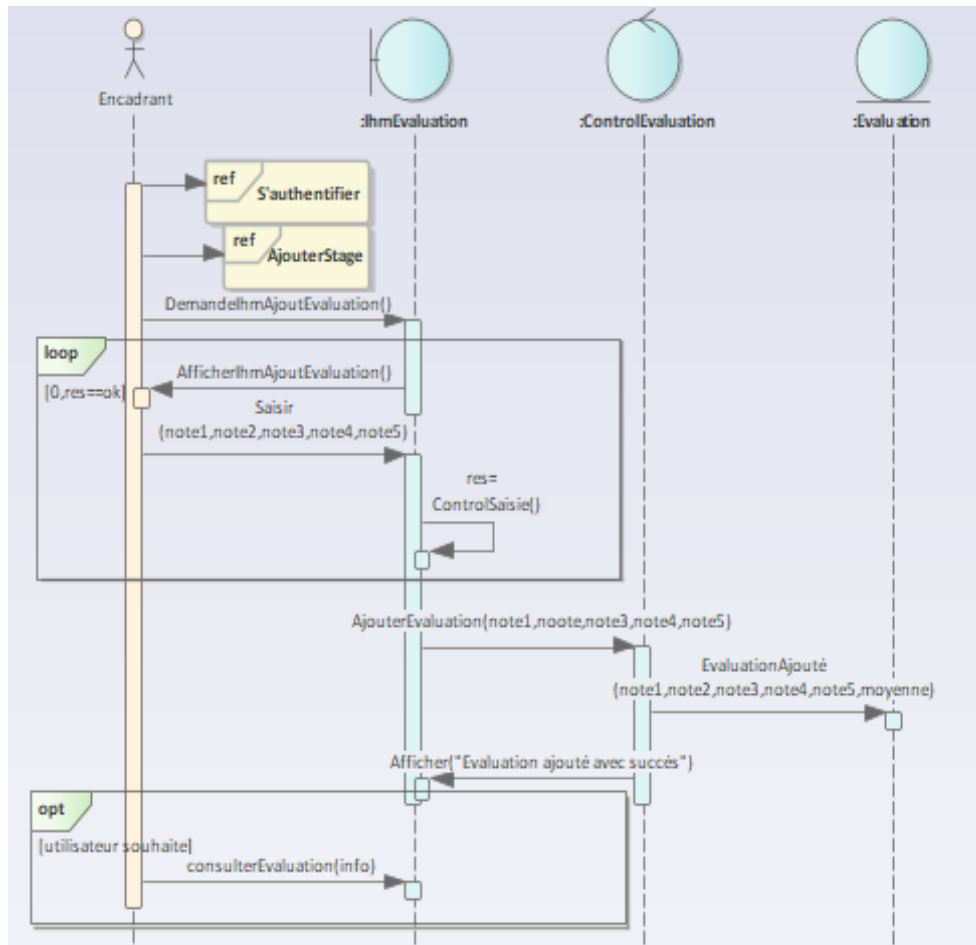 Encadrant
:IhmEvaluation
:ControlEvaluation
:Evaluation
ref
S'authentifier
ref
AjouterStage
DemandeIhmAjoutEvaluation()
loop
[0,res==ok]
AfficherIhmAjoutEvaluation()
Saisir
(note1,note2,note3,note4,note5)
res=
ControlSaisie()
AjouterEvaluation(note1,noote,note3,note4,note5)
EvaluationAjouté
(note1,note2,note3,note4,note5,moyenne)
Afficher("Evaluation ajouté avec succés")
opt
[utilisateur souhaite]
consulterEvaluation(info)